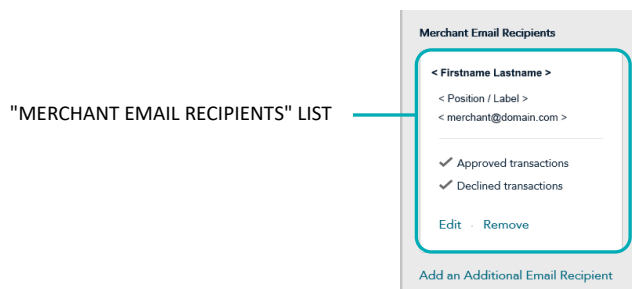 Merchant Email Recipients
< Firstname Lastname >
< Position / Label >
< merchant@domain.com >
"MERCHANT EMAIL RECIPIENTS" LIST
Approved transactions
Declined transactions
Edit · Remove
Add an Additional Email Recipient